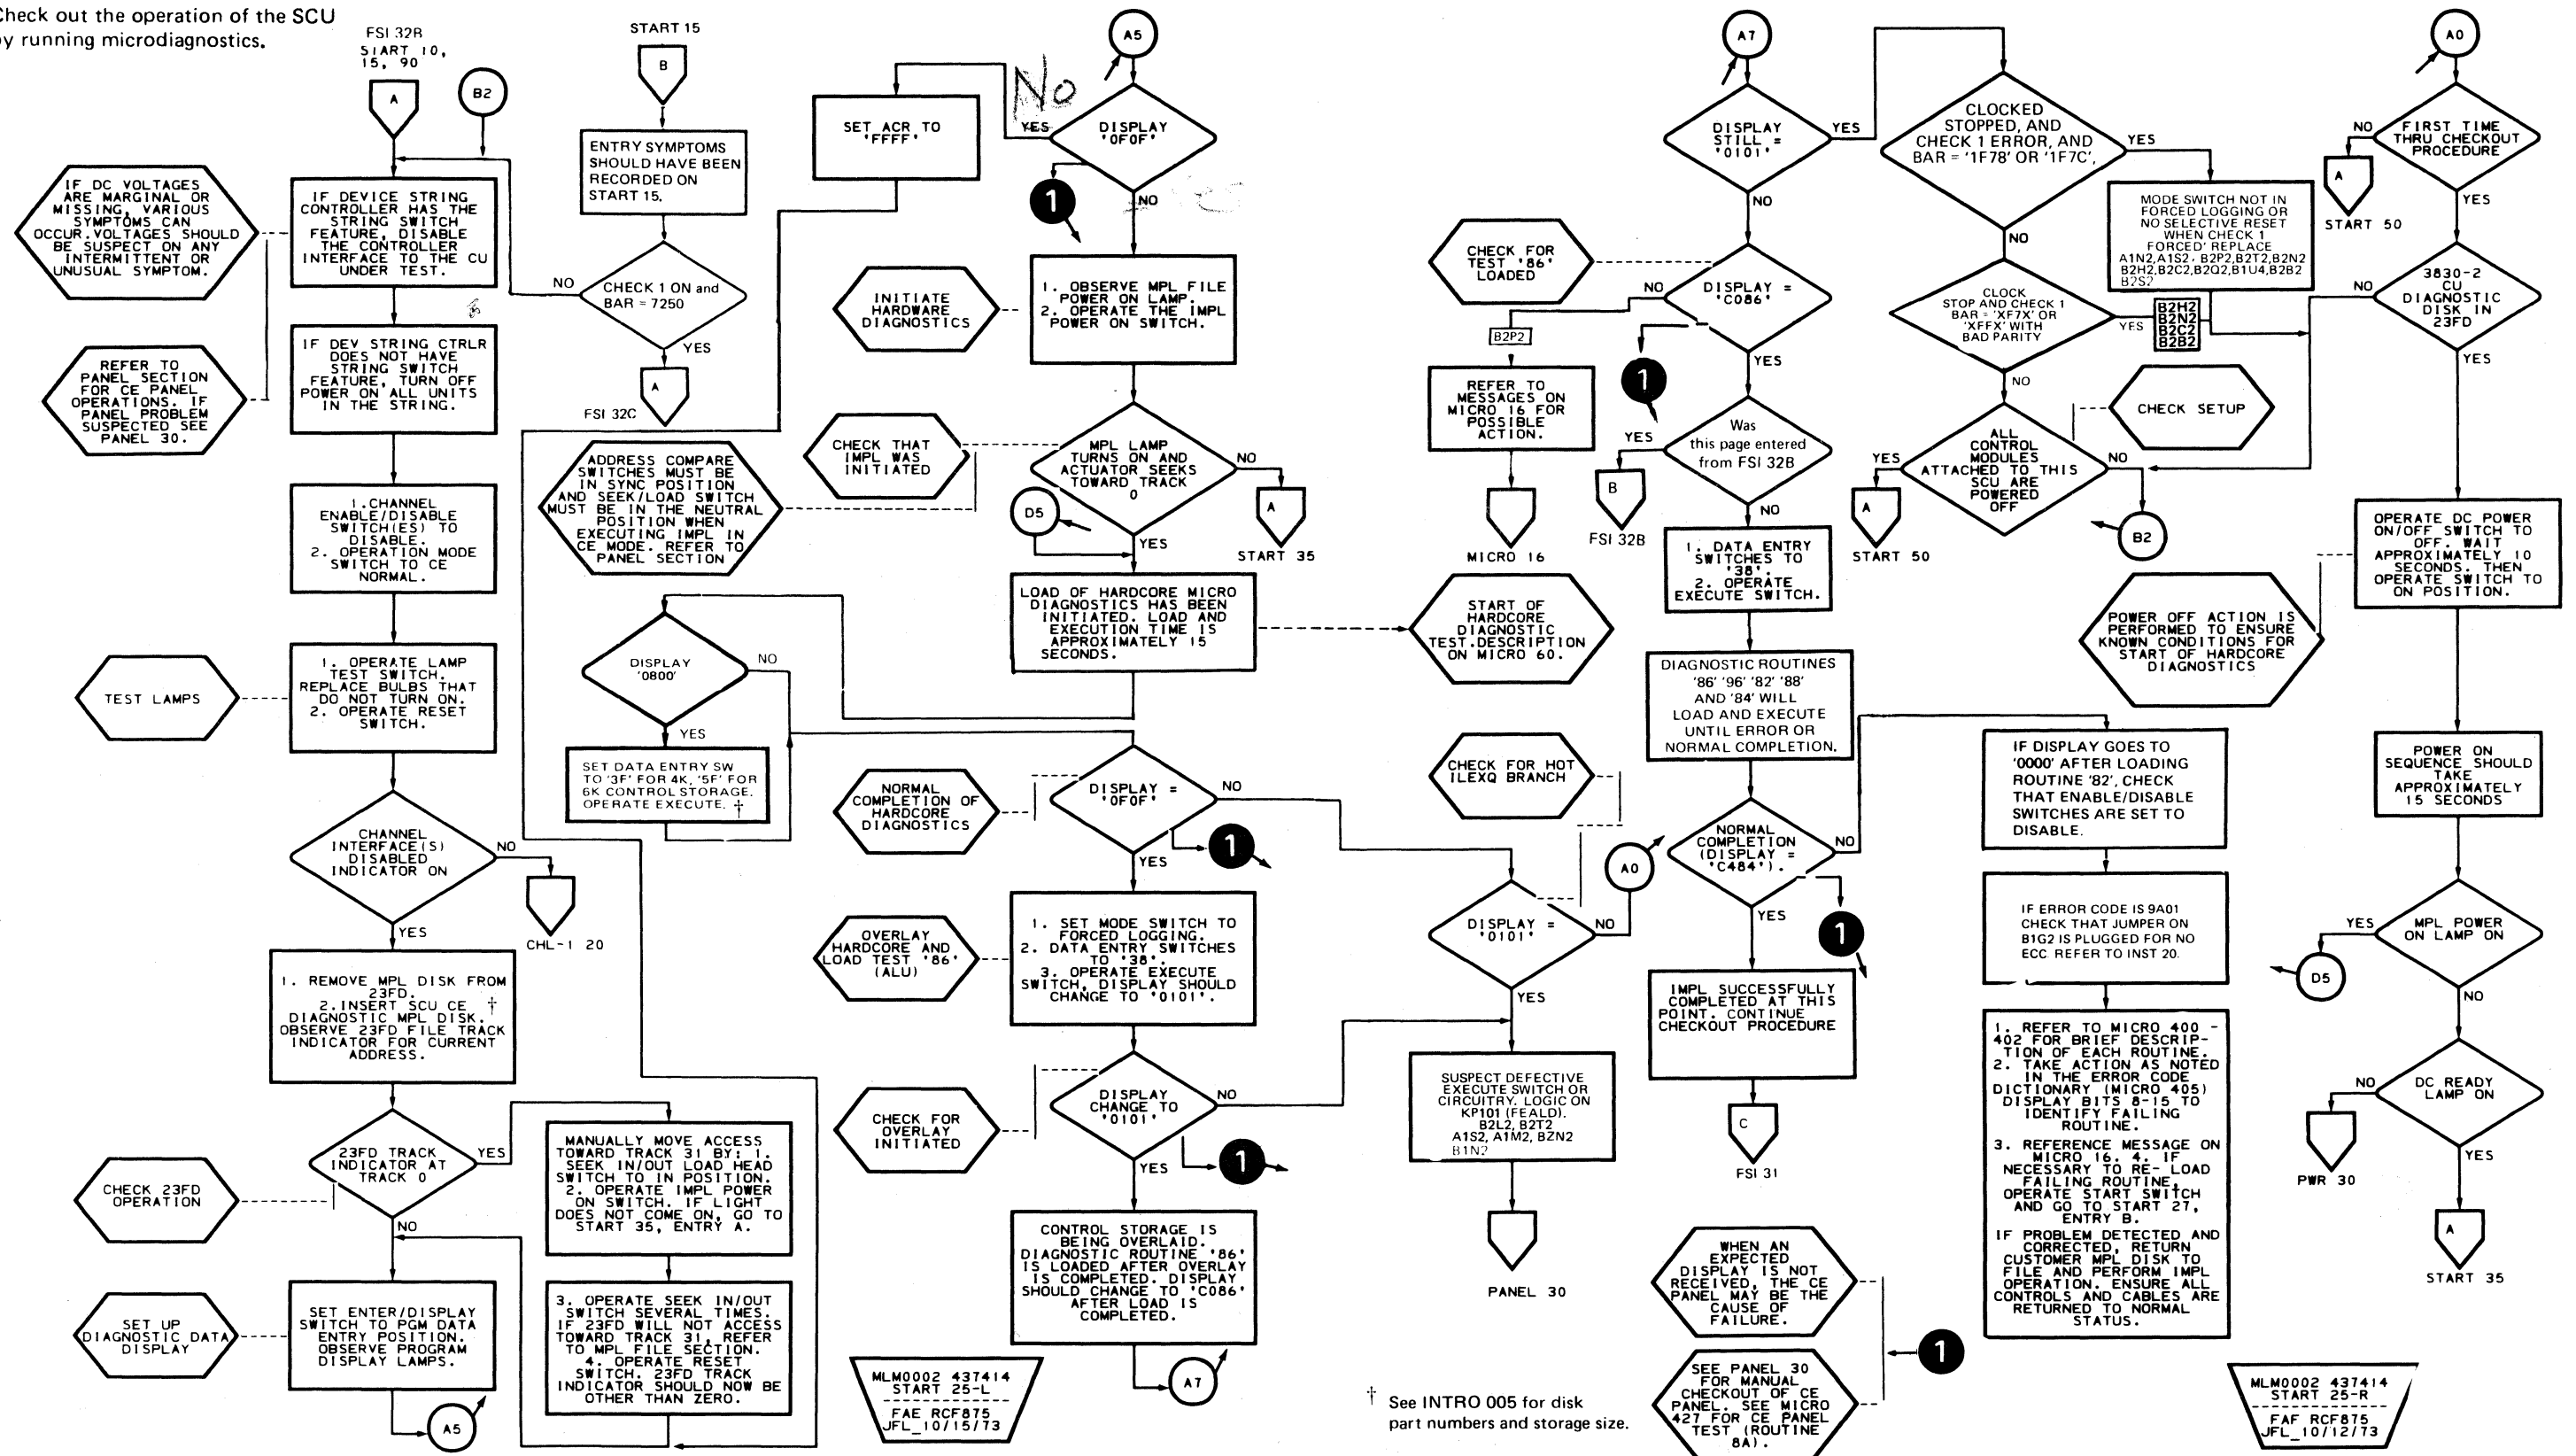 Check out the operation of the SCU
by running microdiagnostics.
FSI 32B
START 10,
15, 90
A
B2
IF DC VOLTAGES
ARE MARGINAL OR
MISSING, VARIOUS
SYMPTOMS CAN
OCCUR.VOLTAGES SHOULD
BE SUSPECT ON ANY
INTERMITTENT OR
UNUSUAL SYMPTOM.
REFER TO
PANEL SECTION
FOR CE PANEL
OPERATIONS. IF
PANEL PROBLEM
SUSPECTED SEE
PANEL 30.
IF DEVICE STRING
CONTROLLER HAS THE
STRING SWITCH
FEATURE, DISABLE
THE CONTROLLER
INTERFACE TO THE CU
UNDER TEST.
IF DEV STRING CTRLR
DOES NOT HAVE
STRING SWITCH
FEATURE, TURN OFF
POWER ON ALL UNITS
IN THE STRING.
1.CHANNEL
ENABLE/DISABLE
SWITCH(ES) TO
DISABLE.
2. OPERATION MODE
SWITCH TO CE
NORMAL.
TEST LAMPS
1. OPERATE LAMP
TEST SWITCH.
REPLACE BULBS THAT
DO NOT TURN ON.
2. OPERATE RESET
SWITCH.
CHANNEL
INTERFACE(S)
DISABLED
INDICATOR ON
NO
CHL-1 20
YES
1. REMOVE MPL DISK FROM
23FD.
2.INSERT SCU CE †
DIAGNOSTIC MPL DISK.
OBSERVE 23FD FILE TRACK
INDICATOR FOR CURRENT
ADDRESS.
CHECK 23FD
OPERATION
23FD TRACK
INDICATOR AT
TRACK 0
YES
NO
SET UP
DIAGNOSTIC DATA
DISPLAY
SET ENTER/DISPLAY
SWITCH TO PGM DATA
ENTRY POSITION.
OBSERVE PROGRAM
DISPLAY LAMPS.
A5
START 15
B
ENTRY SYMPTOMS
SHOULD HAVE BEEN
RECORDED ON
START 15.
CHECK 1 ON and
BAR = 7250
NO
YES
A
FSI 32C
ADDRESS COMPARE
SWITCHES MUST BE
IN SYNC POSITION
AND SEEK/LOAD SWITCH
MUST BE IN THE NEUTRAL
POSITION WHEN
EXECUTING IMPL IN
CE MODE. REFER TO
PANEL SECTION
DISPLAY
'0800'
NO
YES
SET DATA ENTRY SW
TO '3F' FOR 4K, '5F' FOR
6K CONTROL STORAGE.
OPERATE EXECUTE. †
MANUALLY MOVE ACCESS
TOWARD TRACK 31 BY: 1.
SEEK IN/OUT LOAD HEAD
SWITCH TO IN POSITION.
2. OPERATE IMPL POWER
ON SWITCH. IF LIGHT
DOES NOT COME ON, GO TO
START 35, ENTRY A.
3. OPERATE SEEK IN/OUT
SWITCH SEVERAL TIMES.
IF 23FD WILL NOT ACCESS
TOWARD TRACK 31, REFER
TO MPL FILE SECTION.
4. OPERATE RESET
SWITCH. 23FD TRACK
INDICATOR SHOULD NOW BE
OTHER THAN ZERO.
A5
SET ACR TO
'FFFF'
No
YES
DISPLAY
'0F0F'
1
NO
INITIATE
HARDWARE
DIAGNOSTICS
1. OBSERVE MPL FILE
POWER ON LAMP.
2. OPERATE THE IMPL
POWER ON SWITCH.
CHECK THAT
IMPL WAS
INITIATED
MPL LAMP
TURNS ON AND
ACTUATOR SEEKS
TOWARD TRACK
0
NO
A
START 35
D5
YES
LOAD OF HARDCORE MICRO
DIAGNOSTICS HAS BEEN
INITIATED. LOAD AND
EXECUTION TIME IS
APPROXIMATELY 15
SECONDS.
START OF
HARDCORE
DIAGNOSTIC
TEST.DESCRIPTION
ON MICRO 60.
NORMAL
COMPLETION OF
HARDCORE
DIAGNOSTICS
DISPLAY =
'0F0F'
NO
1
YES
OVERLAY
HARDCORE AND
LOAD TEST '86'
(ALU)
1. SET MODE SWITCH TO
FORCED LOGGING.
2. DATA ENTRY SWITCHES
TO '38'.
3. OPERATE EXECUTE
SWITCH, DISPLAY SHOULD
CHANGE TO '0101'.
CHECK FOR
OVERLAY
INITIATED
DISPLAY
CHANGE TO
'0101'
NO
1
YES
CONTROL STORAGE IS
BEING OVERLAID.
DIAGNOSTIC ROUTINE '86'
IS LOADED AFTER OVERLAY
IS COMPLETED. DISPLAY
SHOULD CHANGE TO 'C086'
AFTER LOAD IS
COMPLETED.
A7
MLM0002 437414
START 25-L
FAE RCF875
JFL_10/15/73
A7
DISPLAY
STILL =
'0101'
YES
NO
CHECK FOR
TEST '86'
LOADED
DISPLAY =
'C086'
NO
B2P2
1
YES
REFER TO
MESSAGES ON
MICRO 16 FOR
POSSIBLE
ACTION.
MICRO 16
Was
this page entered
from FSI 32B
YES
B
FSI 32B
NO
1. DATA ENTRY
SWITCHES TO
'38'.
2. OPERATE
EXECUTE SWITCH.
DIAGNOSTIC ROUTINES
'86' '96' '82' '88'
AND '84' WILL
LOAD AND EXECUTE
UNTIL ERROR OR
NORMAL COMPLETION.
CHECK FOR HOT
ILEXQ BRANCH
DISPLAY =
'0101'
NO
A0
YES
SUSPECT DEFECTIVE
EXECUTE SWITCH OR
CIRCUITRY. LOGIC ON
KP101 (FEALD).
B2L2, B2T2
A1S2, A1M2, BZN2
B1N2
PANEL 30
NORMAL
COMPLETION
(DISPLAY =
'C484').
NO
1
YES
IMPL SUCCESSFULLY
COMPLETED AT THIS
POINT. CONTINUE
CHECKOUT PROCEDURE
C
FSI 31
WHEN AN
EXPECTED
DISPLAY IS NOT
RECEIVED, THE CE
PANEL MAY BE THE
CAUSE OF
FAILURE.
SEE PANEL 30
FOR MANUAL
CHECKOUT OF CE
PANEL. SEE MICRO
427 FOR CE PANEL
TEST (ROUTINE
8A).
1
† See INTRO 005 for disk
part numbers and storage size.
CLOCKED
STOPPED, AND
CHECK 1 ERROR, AND
BAR = '1F78' OR '1F7C',
YES
NO
MODE SWITCH NOT IN
FORCED LOGGING OR
NO SELECTIVE RESET
WHEN CHECK 1
FORCED' REPLACE
A1N2, A1S2, B2P2,B2T2,B2N2
B2H2,B2C2,B2Q2,B1U4,B2B2
B2S2
CLOCK
STOP AND CHECK 1
BAR = 'XF7X' OR
'XFFX' WITH
BAD PARITY
YES
B2H2
B2N2
B2C2
B2B2
NO
CHECK SETUP
ALL
CONTROL
MODULES
ATTACHED TO THIS
SCU ARE
POWERED
OFF
YES
A
START 50
NO
B2
IF DISPLAY GOES TO
'0000' AFTER LOADING
ROUTINE '82', CHECK
THAT ENABLE/DISABLE
SWITCHES ARE SET TO
DISABLE.
IF ERROR CODE IS 9A01
CHECK THAT JUMPER ON
B1G2 IS PLUGGED FOR NO
ECC. REFER TO INST 20.
1. REFER TO MICRO 400 -
402 FOR BRIEF DESCRIP-
TION OF EACH ROUTINE.
2. TAKE ACTION AS NOTED
IN THE ERROR CODE
DICTIONARY (MICRO 405)
DISPLAY BITS 8-15 TO
IDENTIFY FAILING
ROUTINE.
3. REFERENCE MESSAGE ON
MICRO 16. 4. IF
NECESSARY TO RE- LOAD
FAILING ROUTINE,
OPERATE START SWITCH
AND GO TO START 27,
ENTRY B.
IF PROBLEM DETECTED AND
CORRECTED, RETURN
CUSTOMER MPL DISK TO
FILE AND PERFORM IMPL
OPERATION. ENSURE ALL
CONTROLS AND CABLES ARE
RETURNED TO NORMAL
STATUS.
A0
FIRST TIME
THRU CHECKOUT
PROCEDURE
NO
A
START 50
YES
3830-2
CU
DIAGNOSTIC
DISK IN
23FD
NO
YES
OPERATE DC POWER
ON/OFF SWITCH TO
OFF. WAIT
APPROXIMATELY 10
SECONDS. THEN
OPERATE SWITCH TO
ON POSITION.
POWER OFF ACTION IS
PERFORMED TO ENSURE
KNOWN CONDITIONS FOR
START OF HARDCORE
DIAGNOSTICS
POWER ON
SEQUENCE SHOULD
TAKE
APPROXIMATELY
15 SECONDS
MPL POWER
ON LAMP ON
YES
D5
NO
DC READY
LAMP ON
NO
PWR 30
YES
A
START 35
MLM0002 437414
START 25-R
FAF RCF875
JFL_10/12/73